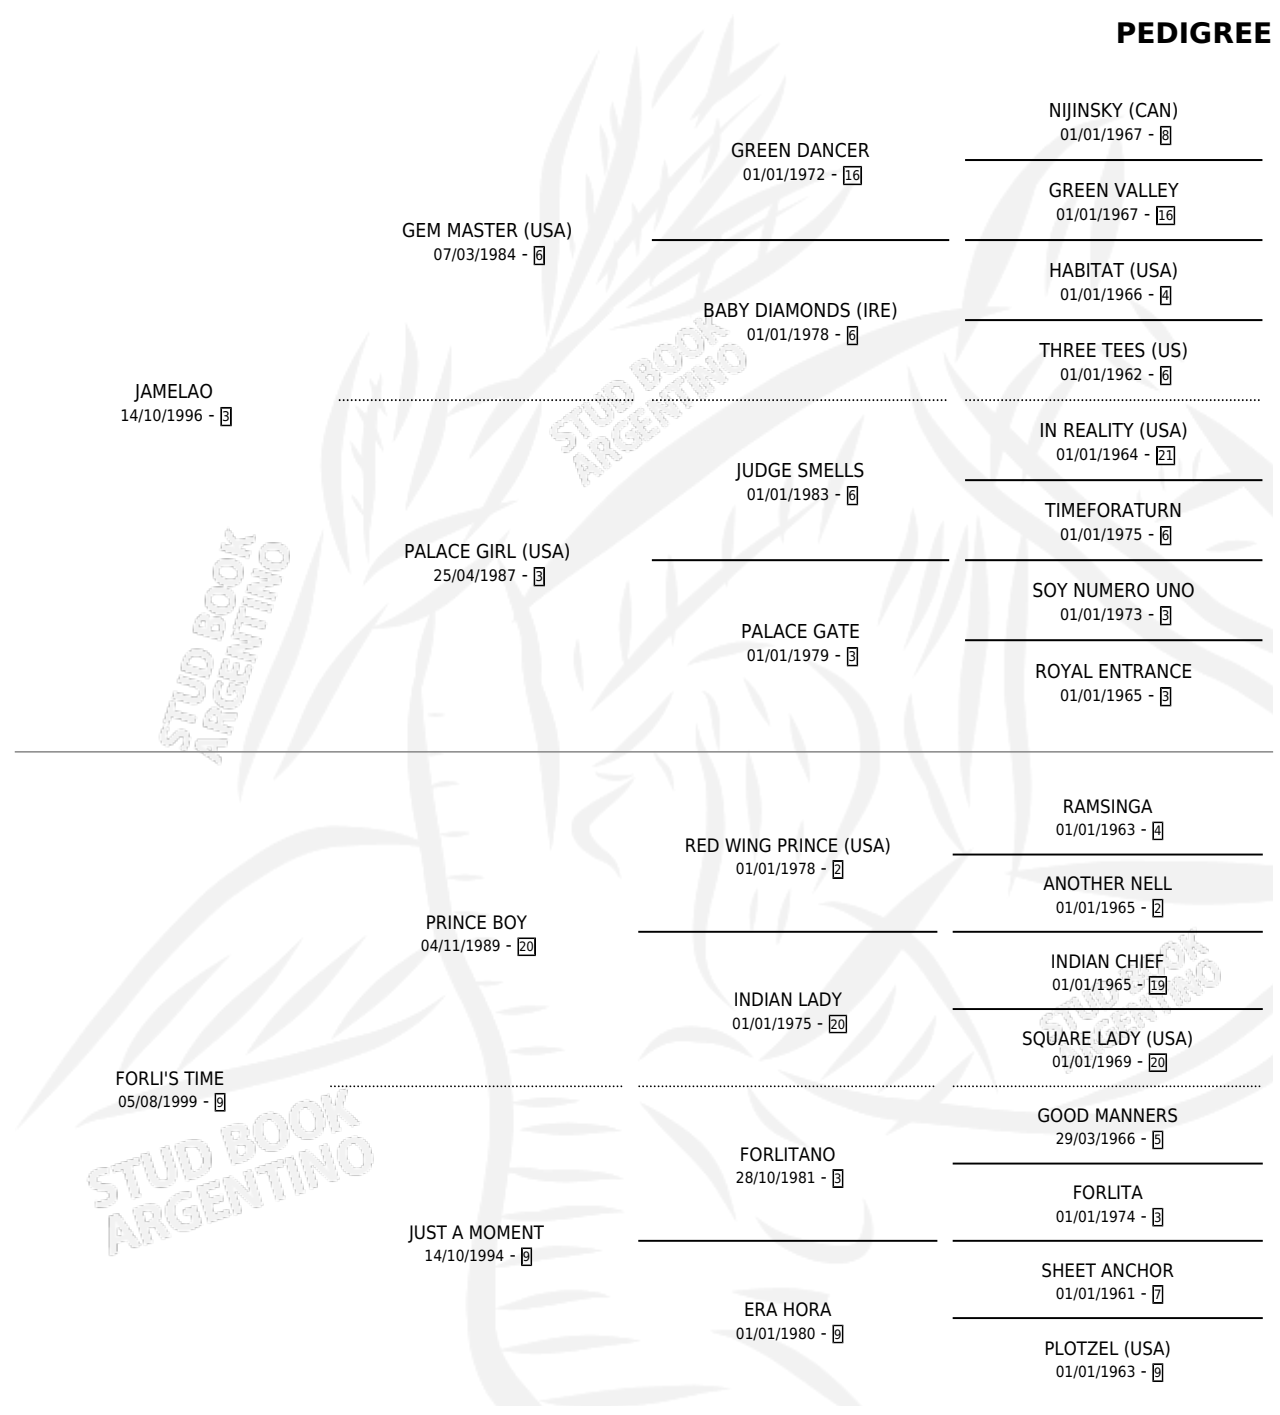 PEDIGREE
NIJINSKY (CAN)
01/01/1967 - 8
GREEN DANCER
01/01/1972 - 16
GREEN VALLEY
01/01/1967 - 16
GEM MASTER (USA)
07/03/1984 - 6
HABITAT (USA)
01/01/1966 - 4
BABY DIAMONDS (IRE)
01/01/1978 - 6
THREE TEES (US)
01/01/1962 - 6
JAMELAO
14/10/1996 - 3
STUD BOOK
ARGENTINO
IN REALITY (USA)
01/01/1964 - 21
JUDGE SMELLS
01/01/1983 - 6
TIMEFORATURN
01/01/1975 - 6
PALACE GIRL (USA)
25/04/1987 - 3
SOY NUMERO UNO
01/01/1973 - 3
PALACE GATE
01/01/1979 - 3
ROYAL ENTRANCE
01/01/1965 - 3
STUD BOOK
ARGENTINO
RAMSINGA
01/01/1963 - 4
RED WING PRINCE (USA)
01/01/1978 - 2
ANOTHER NELL
01/01/1965 - 2
PRINCE BOY
04/11/1989 - 20
INDIAN CHIEF
01/01/1965 - 19
INDIAN LADY
01/01/1975 - 20
STUD BOOK
ARGENTINO
SQUARE LADY (USA)
01/01/1969 - 20
FORLI'S TIME
05/08/1999 - 9
GOOD MANNERS
29/03/1966 - 5
STUD BOOK
ARGENTINO
FORLITANO
28/10/1981 - 3
FORLITA
01/01/1974 - 3
JUST A MOMENT
14/10/1994 - 9
SHEET ANCHOR
01/01/1961 - 7
ERA HORA
01/01/1980 - 9
PLOTZEL (USA)
01/01/1963 - 9